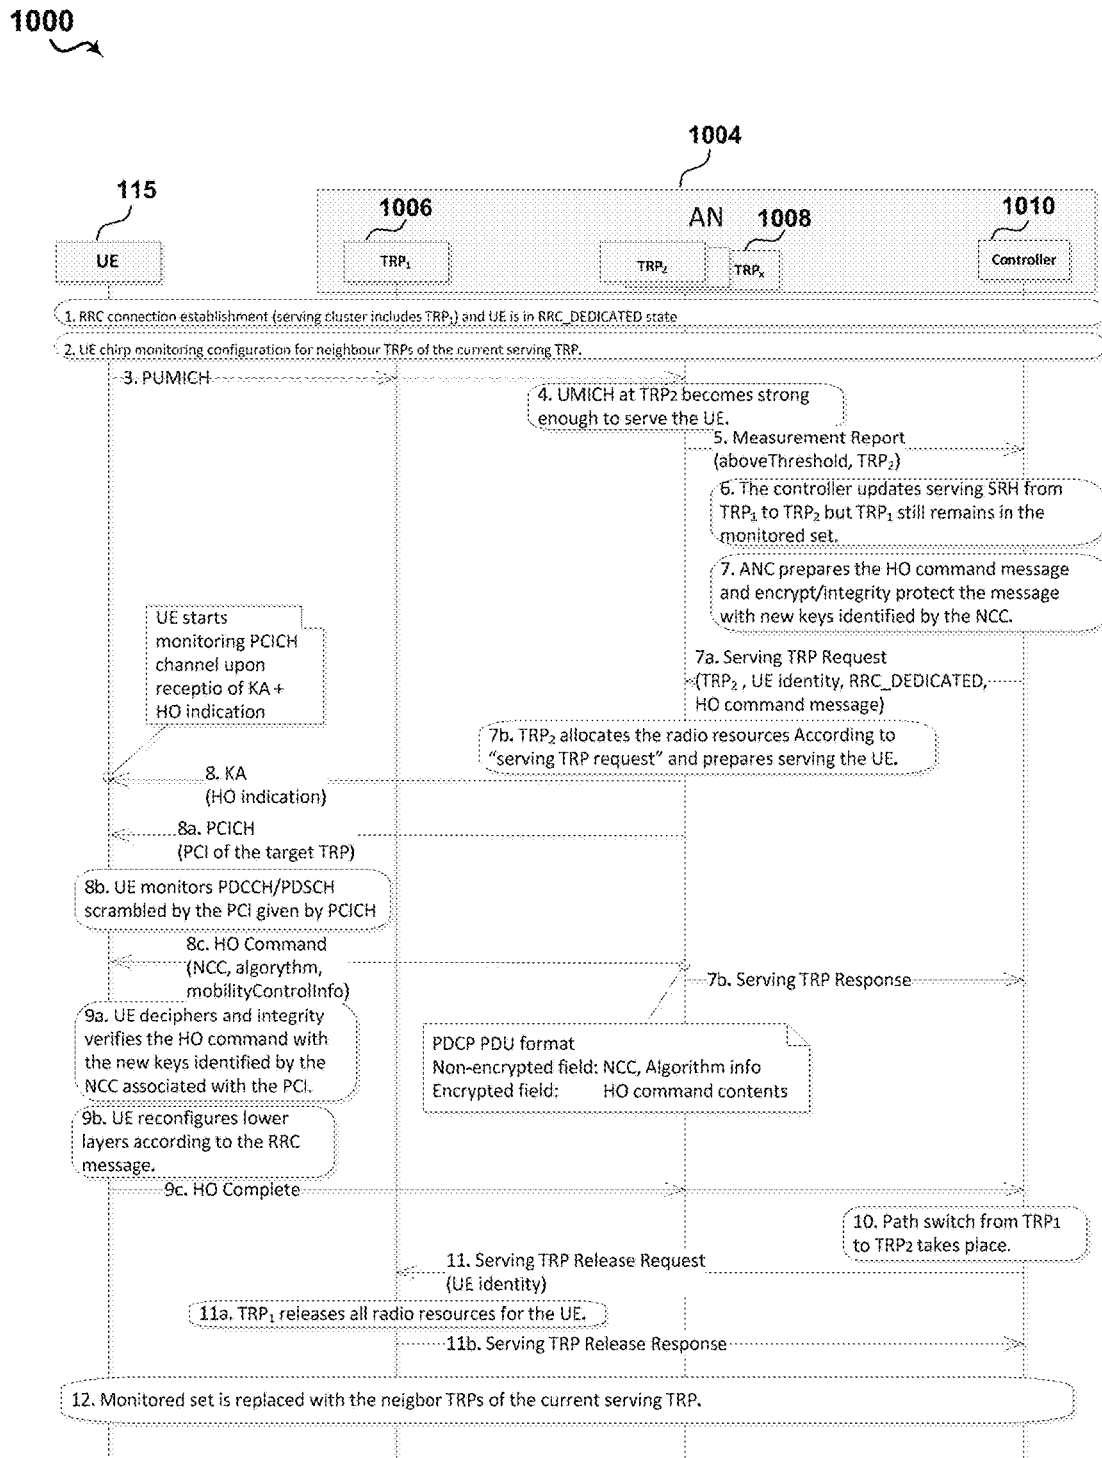 1000
1004
115
1006
AN
1008
1010
UE
TRP1
TRP2
TRPx
Controller
1. RRC connection establishment (serving cluster includes TRP1) and UE is in RRC_DEDICATED state
2. UE chirp monitoring configuration for neighbour TRPs of the current serving TRP.
3. PUMICH
4. UMICH at TRP2 becomes strong
enough to serve the UE.
5. Measurement Report
(aboveThreshold, TRP2)
6. The controller updates serving SRH from
TRP1 to TRP2 but TRP1 still remains in the
monitored set.
7. ANC prepares the HO command message
and encrypt/integrity protect the message
with new keys identified by the NCC.
UE starts
monitoring PCICH
channel upon
receptio of KA +
HO indication
7a. Serving TRP Request
(TRP2 , UE identity, RRC_DEDICATED,
HO command message)
7b. TRP2 allocates the radio resources According to
“serving TRP request” and prepares serving the UE.
8. KA
(HO indication)
8a. PCICH
(PCI of the target TRP)
8b. UE monitors PDCCH/PDSCH
scrambled by the PCI given by PCICH
8c. HO Command
(NCC, algorythm,
mobilityControlInfo)
7b. Serving TRP Response
9a. UE deciphers and integrity
verifies the HO command with
the new keys identified by the
NCC associated with the PCI.
PDCP PDU format
Non-encrypted field: NCC, Algorithm info
Encrypted field: HO command contents
9b. UE reconfigures lower
layers according to the RRC
message.
9c. HO Complete
10. Path switch from TRP1
to TRP2 takes place.
11. Serving TRP Release Request
(UE identity)
11a. TRP1 releases all radio resources for the UE.
11b. Serving TRP Release Response
12. Monitored set is replaced with the neigbor TRPs of the current serving TRP.